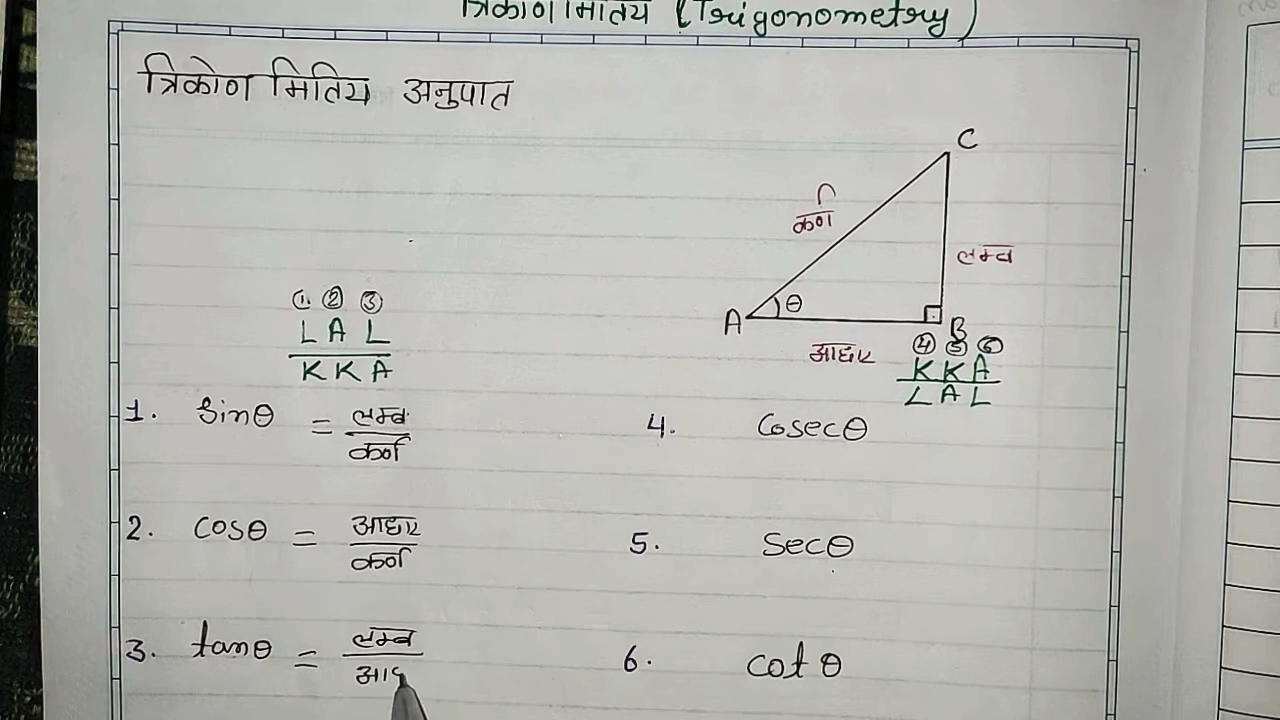 त्रिकोणमितिय (Trigonometry)
त्रिकोण मितिय अनुपात
C
कर्ण
लम्ब
A θ
B
आधार
① ② ③
L A L
K K A
④ ⑤ ⑥
K K A
L A L
1. sinθ = लम्ब / कर्ण
4. Cosecθ
2. cosθ = आधार / कर्ण
5. Secθ
3. tanθ = लम्ब / आध
6. Cot θ